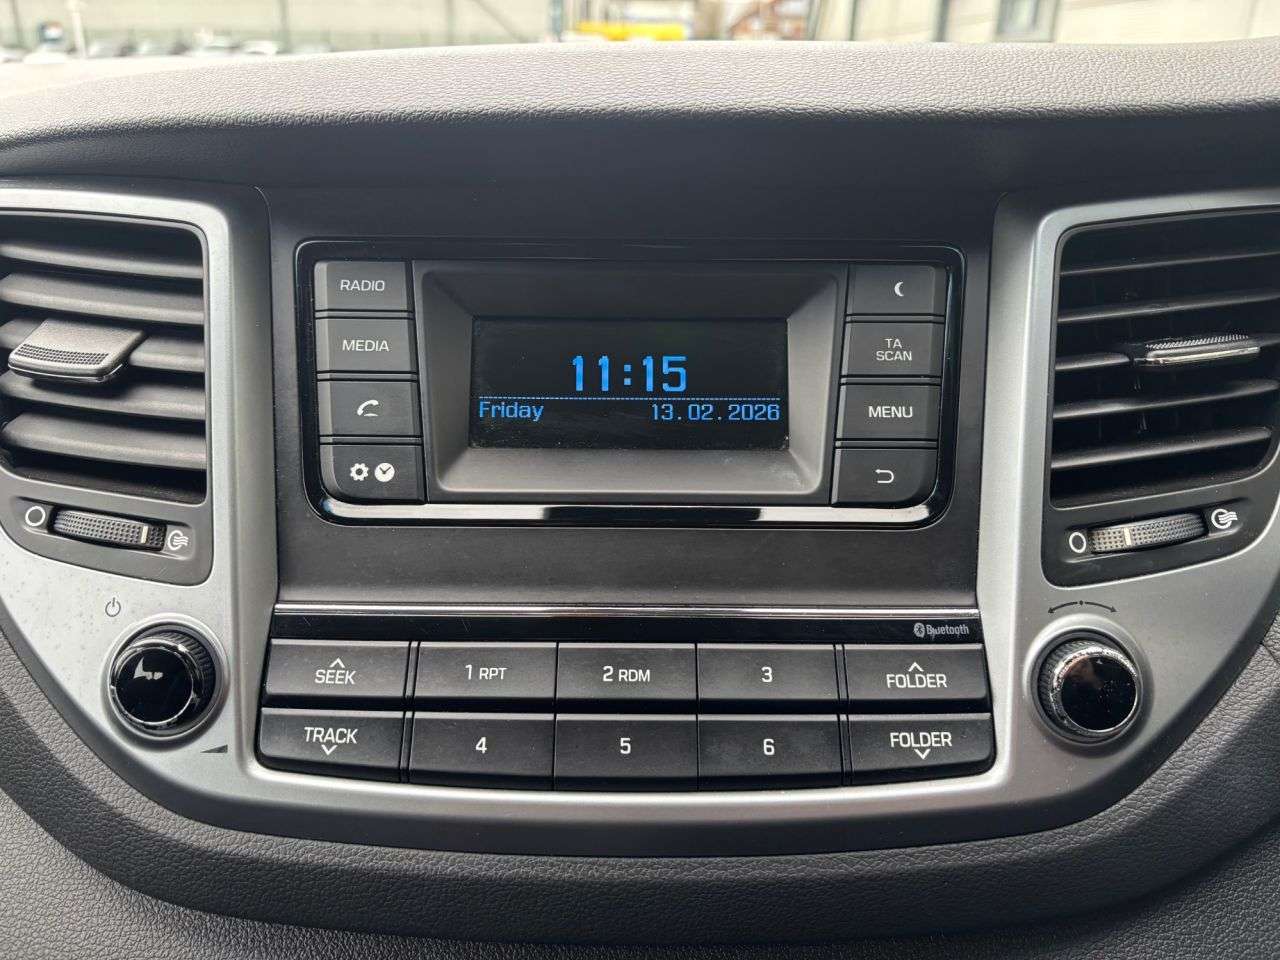 RADIO
MEDIA
TA
SCAN
MENU
11:15
Friday 13.02.2026
Bluetooth
SEEK
1 RPT
2 RDM
3
FOLDER
TRACK
4
5
6
FOLDER